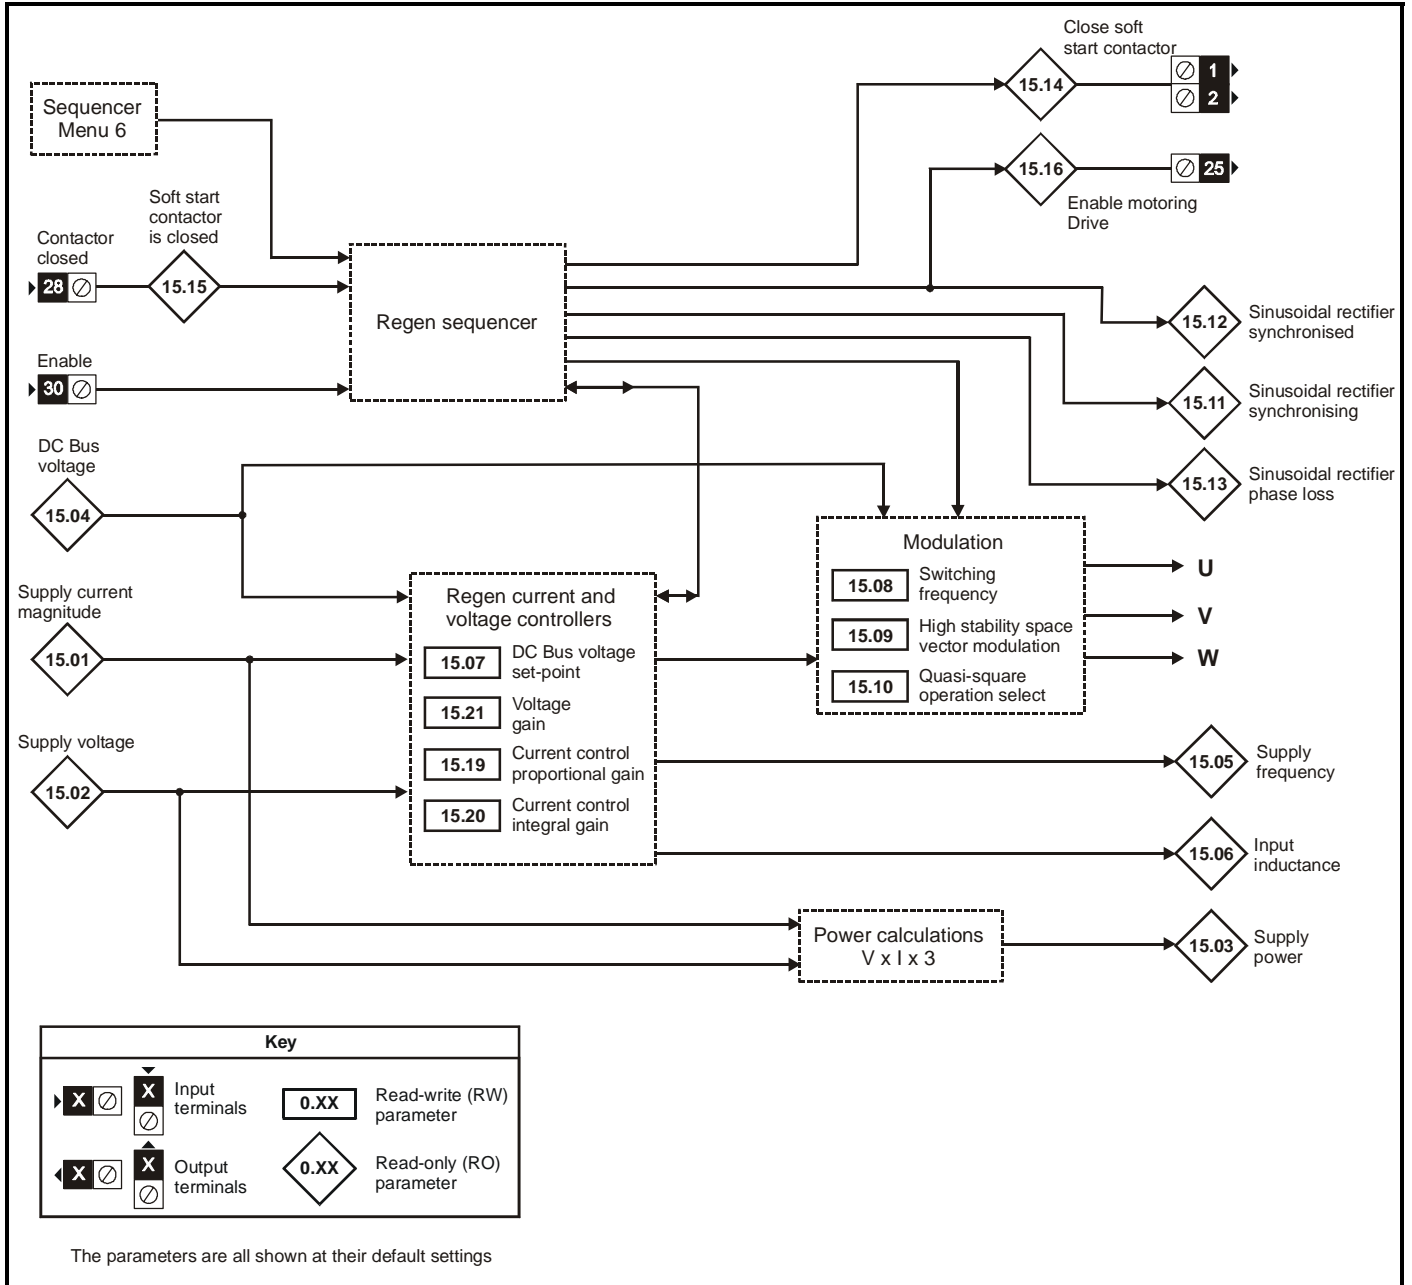 Close soft
start contactor
15.14
1
2
Sequencer
Menu 6
15.16
25
Enable motoring
Drive
Soft start
contactor
is closed
Contactor
closed
28
15.15
Regen sequencer
15.12
Sinusoidal rectifier
synchronised
Enable
30
15.11
Sinusoidal rectifier
synchronising
DC Bus
voltage
15.04
15.13
Sinusoidal rectifier
phase loss
Modulation
15.08
Switching
frequency
15.09
High stability space
vector modulation
15.10
Quasi-square
operation select
U
V
W
Supply current
magnitude
15.01
Regen current and
voltage controllers
15.07
DC Bus voltage
set-point
15.21
Voltage
gain
15.19
Current control
proportional gain
15.20
Current control
integral gain
Supply voltage
15.02
15.05
Supply
frequency
15.06
Input
inductance
Power calculations
V x I x 3
15.03
Supply
power
Key
X
X
Input
terminals
0.XX
Read-write (RW)
parameter
X
X
Output
terminals
0.XX
Read-only (RO)
parameter
The parameters are all shown at their default settings